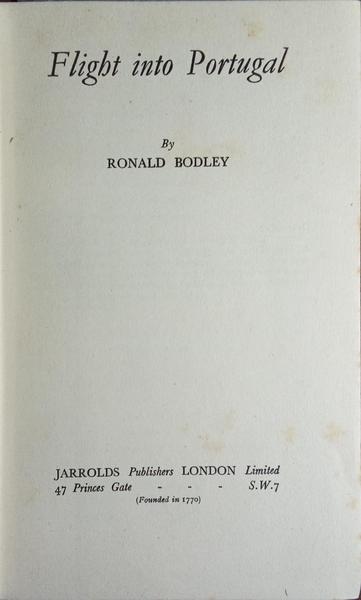 Flight into Portugal
By
RONALD BODLEY
JARROLDS Publishers LONDON Limited
47 Princes Gate - - - S.W.7
(Founded in 1770)